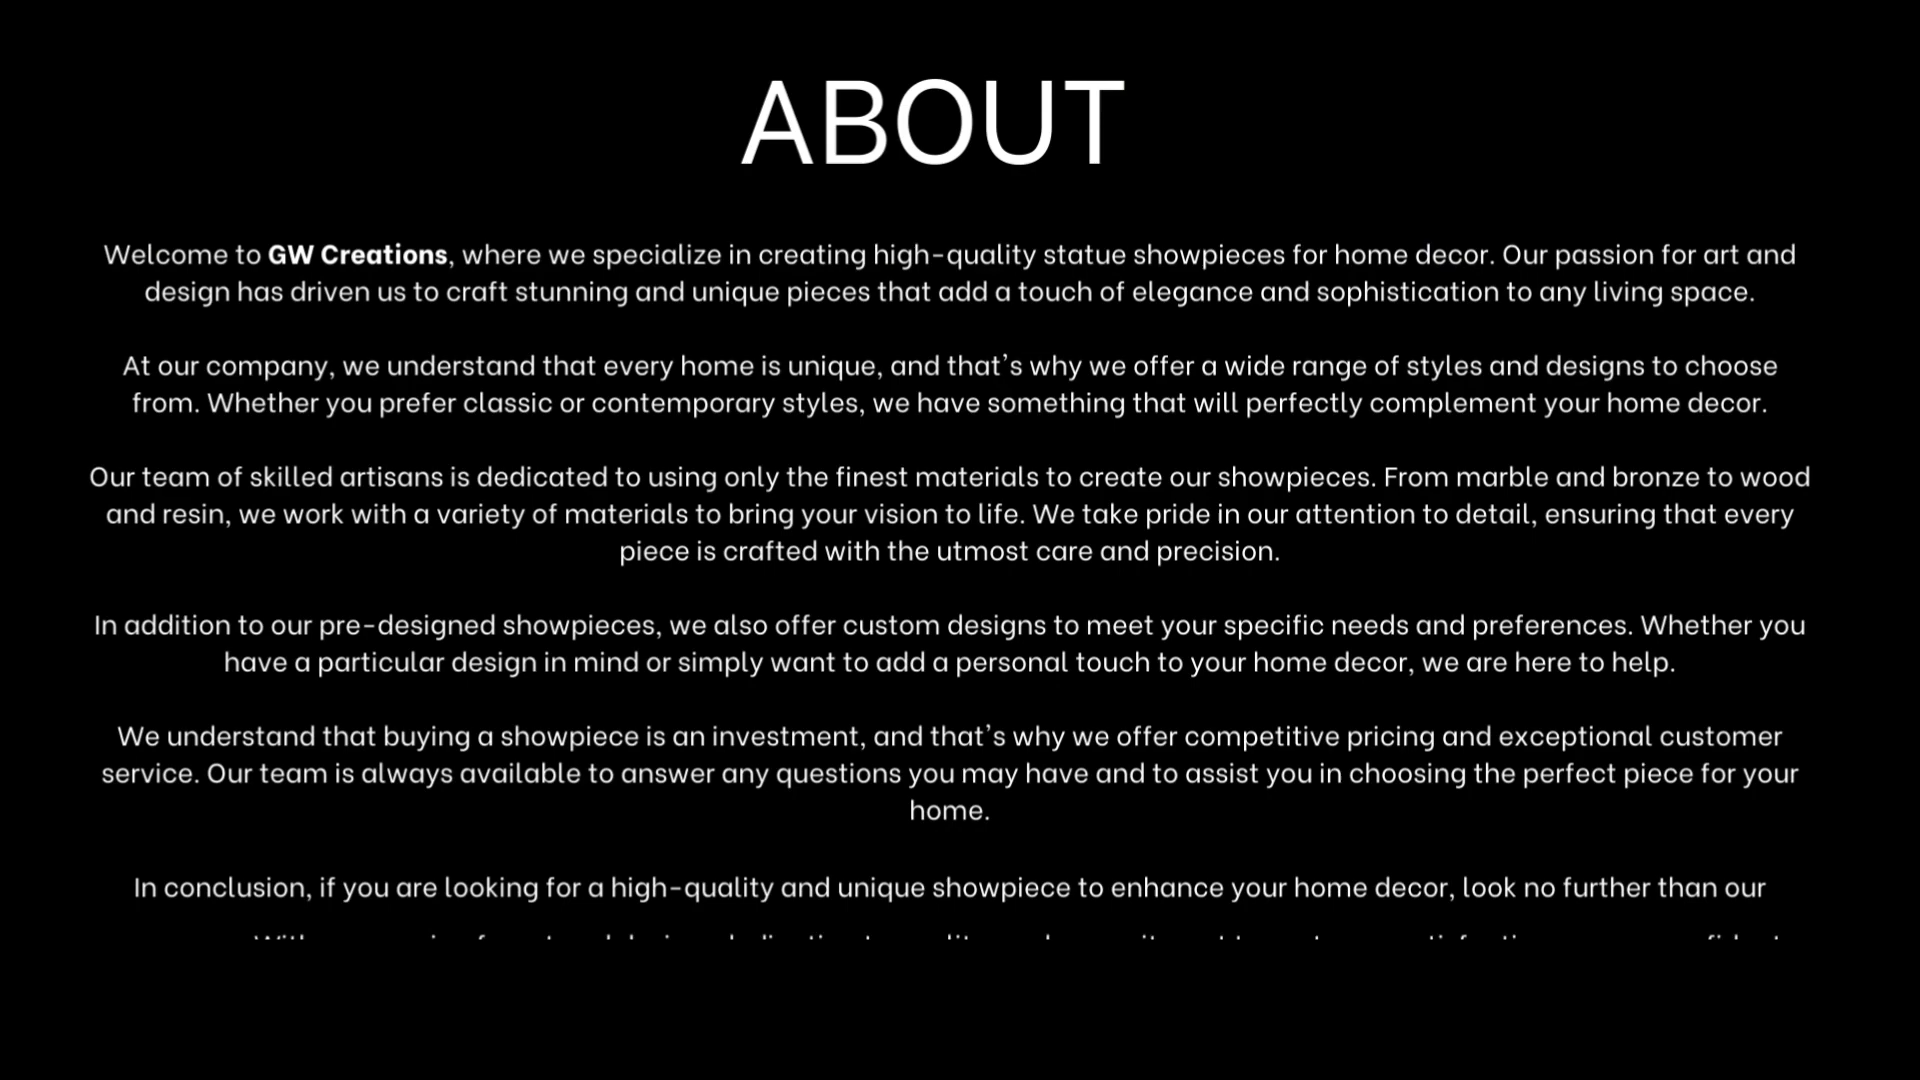 ABOUT
Welcome to GW Creations, where we specialize in creating high-quality statue showpieces for home decor. Our passion for art and
design has driven us to craft stunning and unique pieces that add a touch of elegance and sophistication to any living space.
At our company, we understand that every home is unique, and that's why we offer a wide range of styles and designs to choose
from. Whether you prefer classic or contemporary styles, we have something that will perfectly complement your home decor.
Our team of skilled artisans is dedicated to using only the finest materials to create our showpieces. From marble and bronze to wood
and resin, we work with a variety of materials to bring your vision to life. We take pride in our attention to detail, ensuring that every
piece is crafted with the utmost care and precision.
In addition to our pre-designed showpieces, we also offer custom designs to meet your specific needs and preferences. Whether you
have a particular design in mind or simply want to add a personal touch to your home decor, we are here to help.
We understand that buying a showpiece is an investment, and that's why we offer competitive pricing and exceptional customer
service. Our team is always available to answer any questions you may have and to assist you in choosing the perfect piece for your
home.
In conclusion, if you are looking for a high-quality and unique showpiece to enhance your home decor, look no further than our